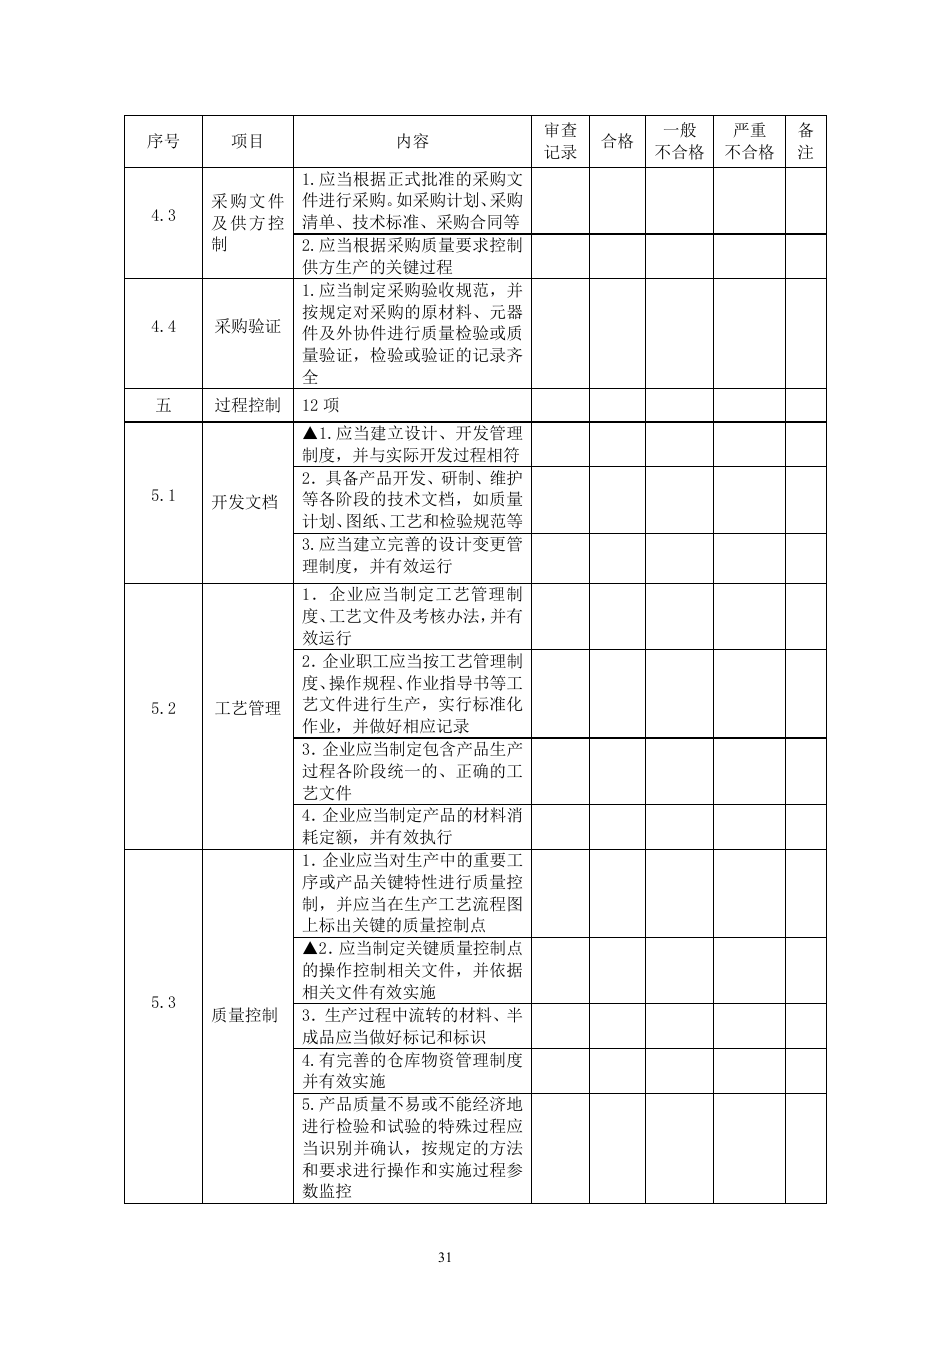 序号 项目 内容 审查记录 合格 一般不合格 严重不合格 备注
4.3 采购文件及供方控制
1.应当根据正式批准的采购文
件进行采购。如采购计划、采购
清单、技术标准、采购合同等
2.应当根据采购质量要求控制
供方生产的关键过程
4.4 采购验证
1.应当制定采购验收规范，并
按规定对采购的原材料、元器
件及外协件进行质量检验或质
量验证，检验或验证的记录齐
全
五 过程控制 12 项
5.1 开发文档
▲1.应当建立设计、开发管理
制度，并与实际开发过程相符
2．具备产品开发、研制、维护
等各阶段的技术文档，如质量
计划、图纸、工艺和检验规范等
3.应当建立完善的设计变更管
理制度，并有效运行
5.2 工艺管理
1．企业应当制定工艺管理制
度、工艺文件及考核办法，并有
效运行
2．企业职工应当按工艺管理制
度、操作规程、作业指导书等工
艺文件进行生产，实行标准化
作业，并做好相应记录
3．企业应当制定包含产品生产
过程各阶段统一的、正确的工
艺文件
4．企业应当制定产品的材料消
耗定额，并有效执行
5.3 质量控制
1．企业应当对生产中的重要工
序或产品关键特性进行质量控
制，并应当在生产工艺流程图
上标出关键的质量控制点
▲2．应当制定关键质量控制点
的操作控制相关文件，并依据
相关文件有效实施
3．生产过程中流转的材料、半
成品应当做好标记和标识
4.有完善的仓库物资管理制度
并有效实施
5.产品质量不易或不能经济地
进行检验和试验的特殊过程应
当识别并确认，按规定的方法
和要求进行操作和实施过程参
数监控
31